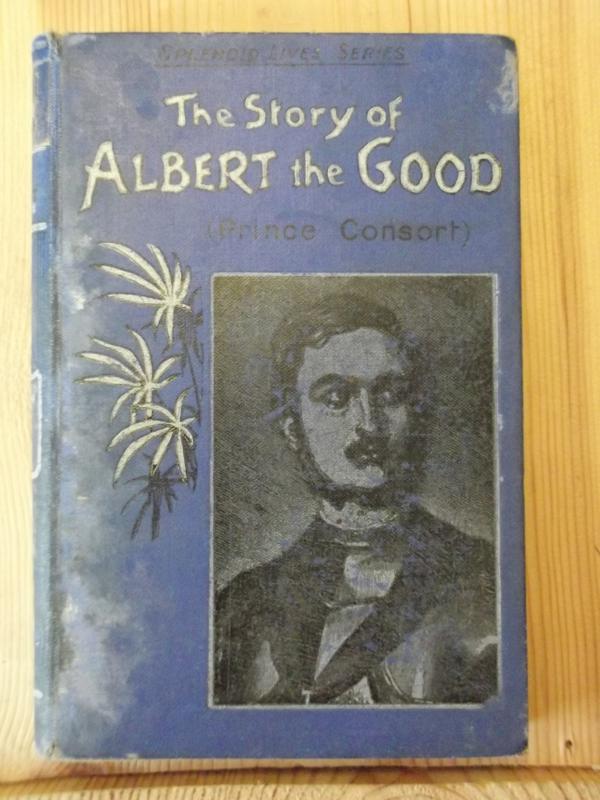 SPLENDID LIVES SERIES
The Story of
ALBERT the GOOD
(Prince Consort)